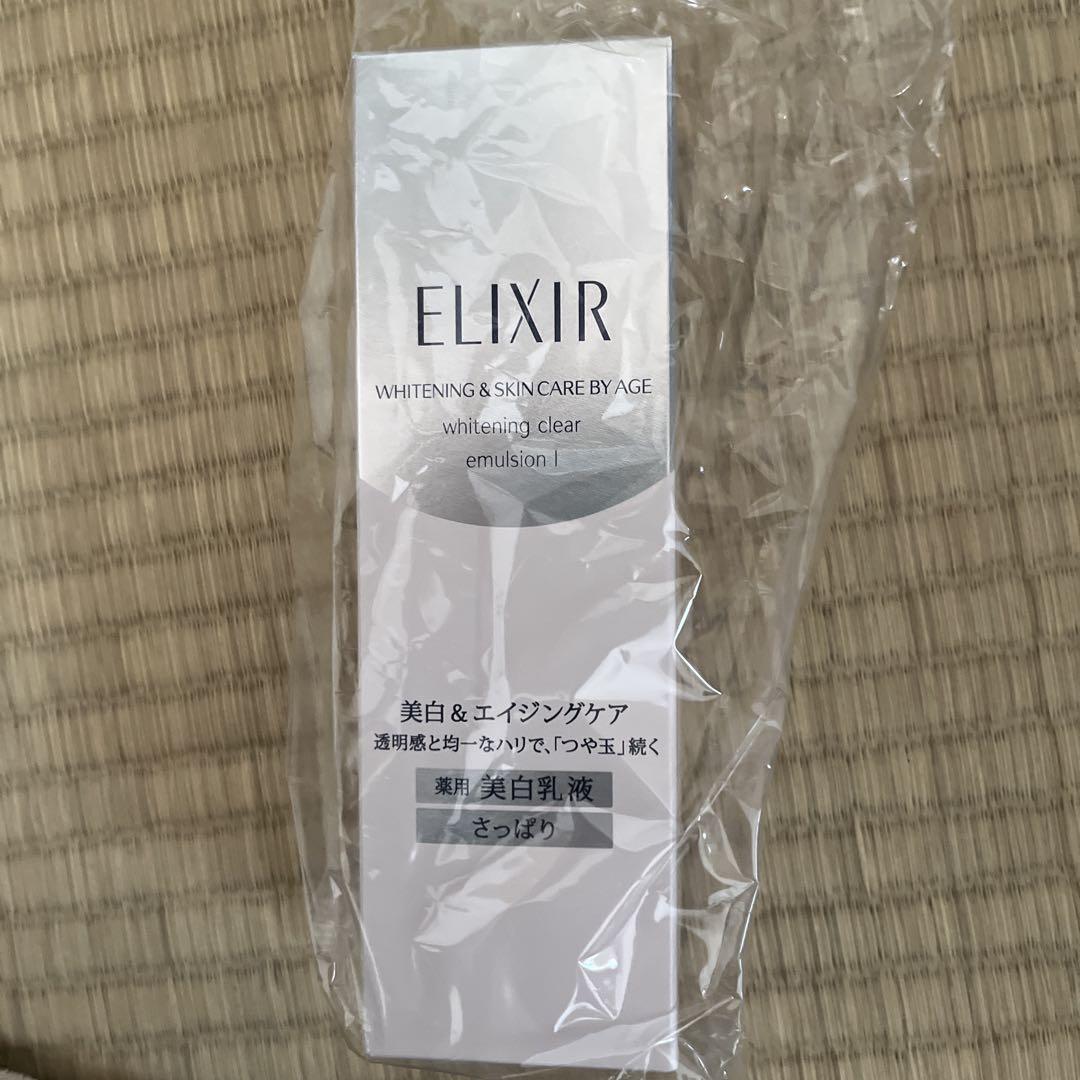 ELIXIR
WHITENING & SKIN CARE BY AGE
whitening clear
emulsion I
美白&エイジングケア
透明感と均一なハリで、「つや玉」続く
薬用 美白乳液
さっぱり